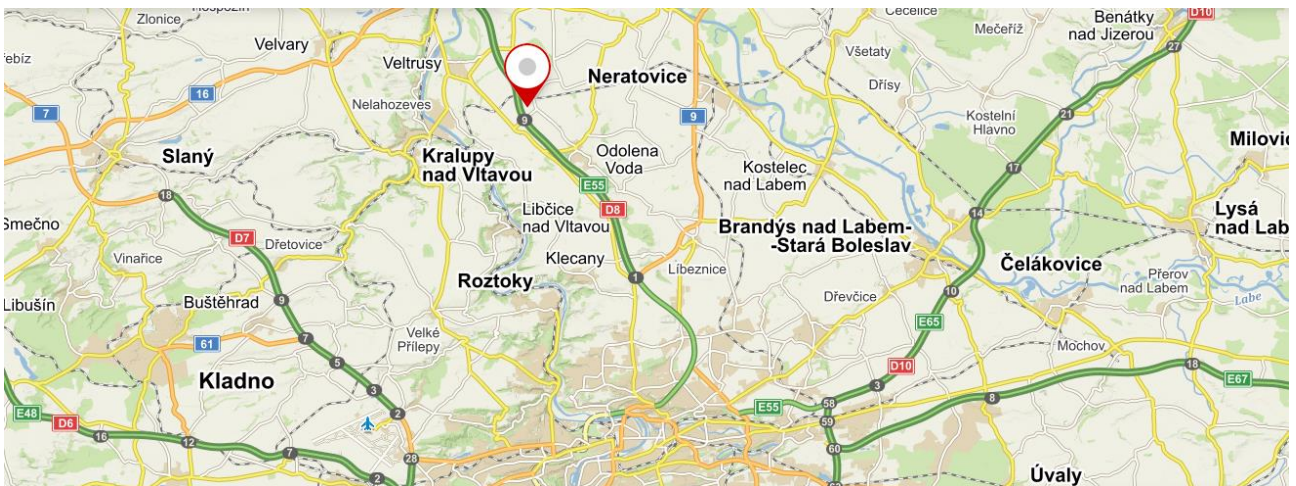 Zlonice
D10
Benátky
nad Jizerou
Mečeříž
Velvary
27
Všetaty
Veltrusy
Neratovice
Dřísy
16
Nelahozeves
7
9
9
21
Kostelní
Hlavno
Slaný
Kralupy
nad Vltavou
Odolena
Voda
Kostelec
nad Labem
17
E55
18
D8
14
Smečno
Libčice
nad Vltavou
Brandýs nad Labem-
-Stará Boleslav
Lysá
D7
Dřetovice
Vinařice
Klecany
Líbeznice
1
Čelákovice
Roztoky
Přerov
nad Labem
Libušín
Buštěhrad
9
Dřevčice
10
Labe
E65
61
7
Velké
Přílepy
5
Mochov
D10
18
E67
Kladno
3
3
8
E48
D6
2
E55
58
59
16
12
7
28
60
2
Úvaly